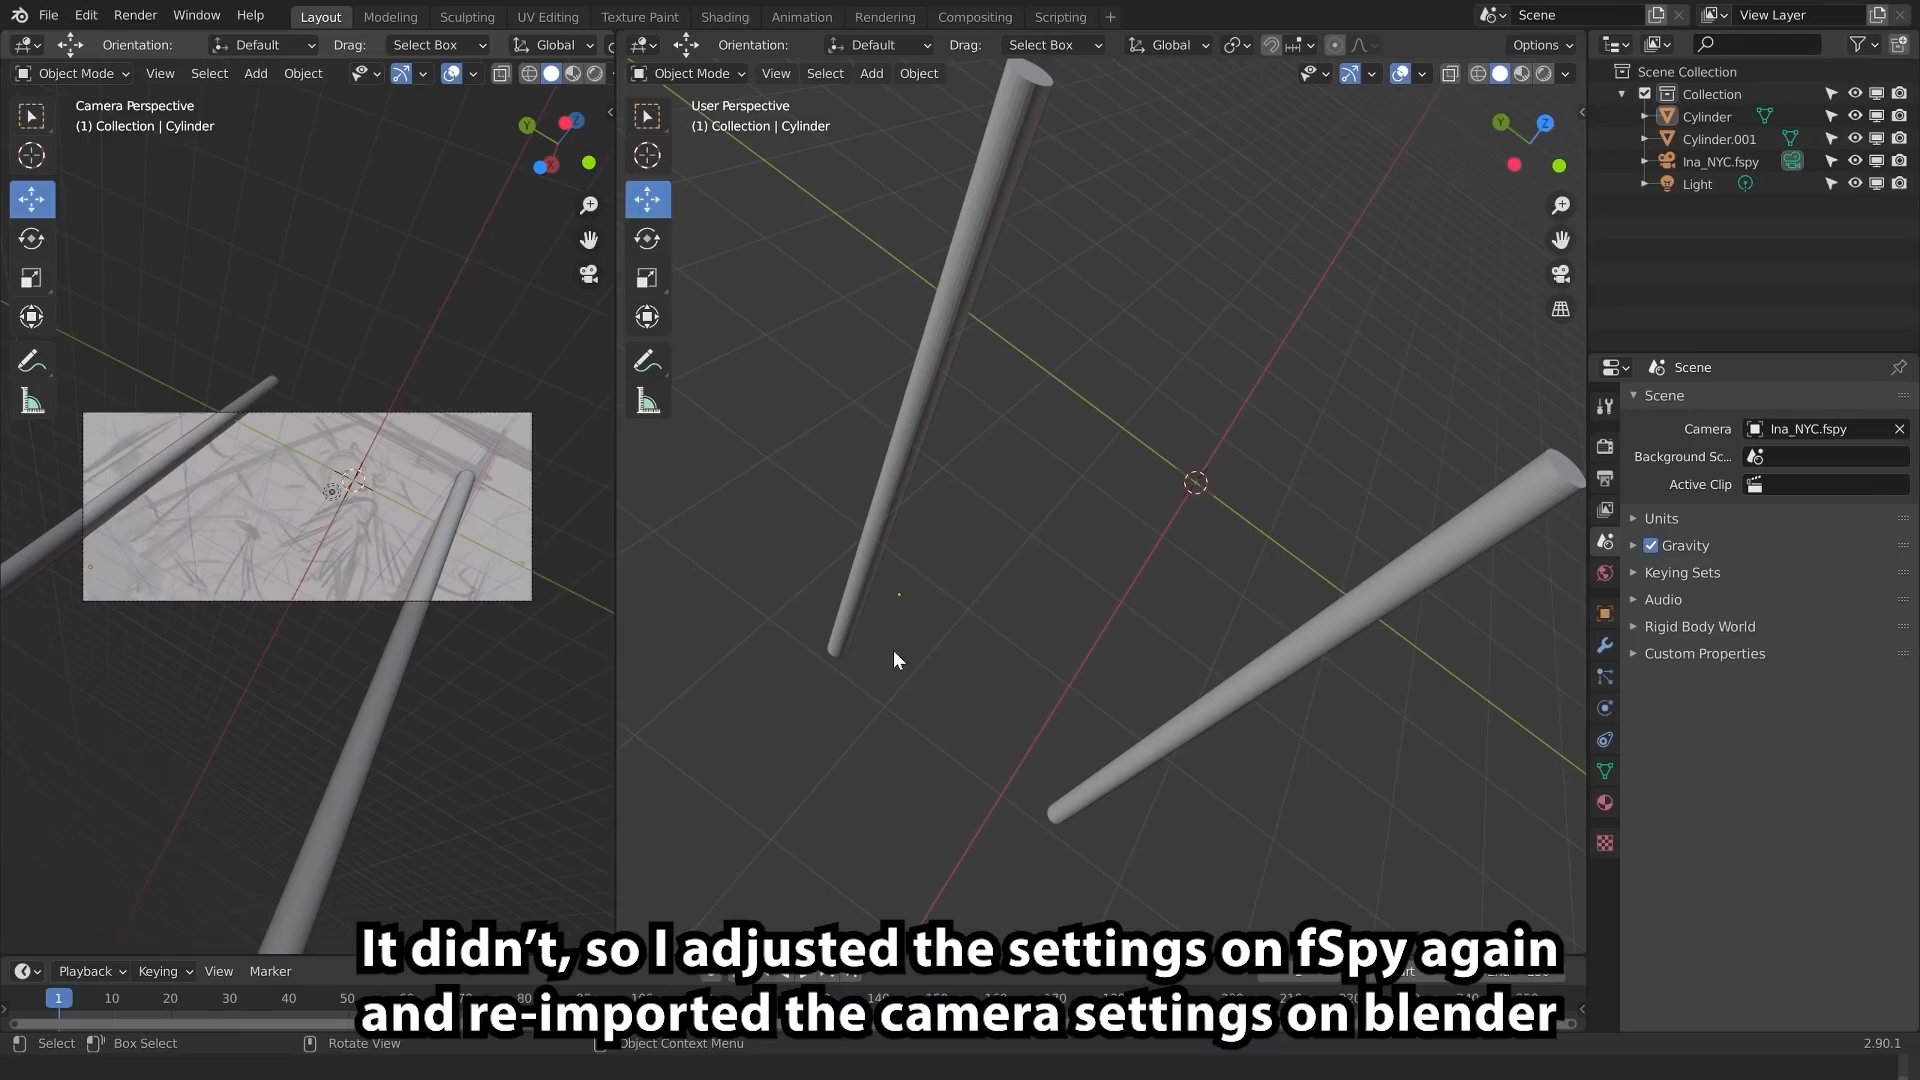 File Edit Render Window Help Layout Modeling Sculpting UV Editing Texture Paint Shading Animation Rendering Compositing Scripting + Scene View Layer
Orientation: Default Drag: Select Box Global
Orientation: Default Drag: Select Box Global Options
Object Mode View Select Add Object
Object Mode View Select Add Object
Camera Perspective
(1) Collection | Cylinder
User Perspective
(1) Collection | Cylinder
Y Z X
Y Z
Scene Collection
Collection
Cylinder
Cylinder.001
Ina_NYC.fspy
Light
Scene
Scene
Camera Ina_NYC.fspy
Background Sc...
Active Clip
Units
Gravity
Keying Sets
Audio
Rigid Body World
Custom Properties
It didn't, so I adjusted the settings on fSpy again
and re-imported the camera settings on blender
Playback Keying View Marker
1 10 20 30 40 50
Select Box Select Rotate View Object Context Menu 2.90.1